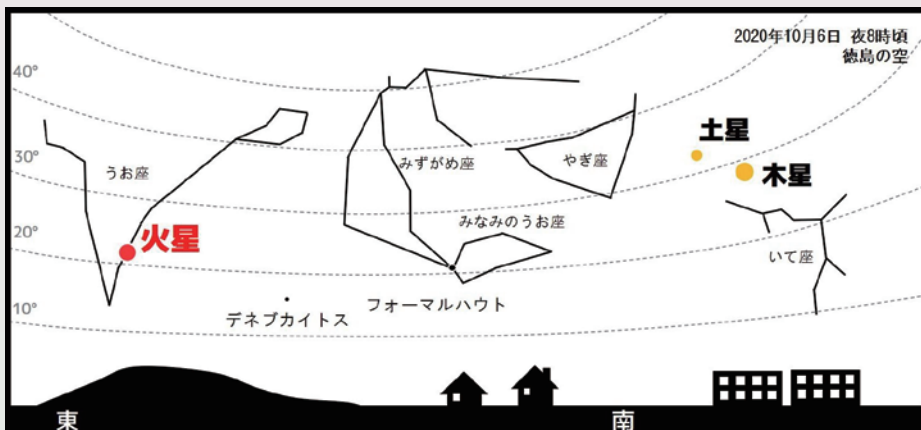 2020年10月6日 夜8時頃
徳島の空
40°
30°
20°
10°
うお座
みずがめ座
やぎ座
土星
木星
火星
みなみのうお座
いて座
デネブカイトス
フォーマルハウト
東
南